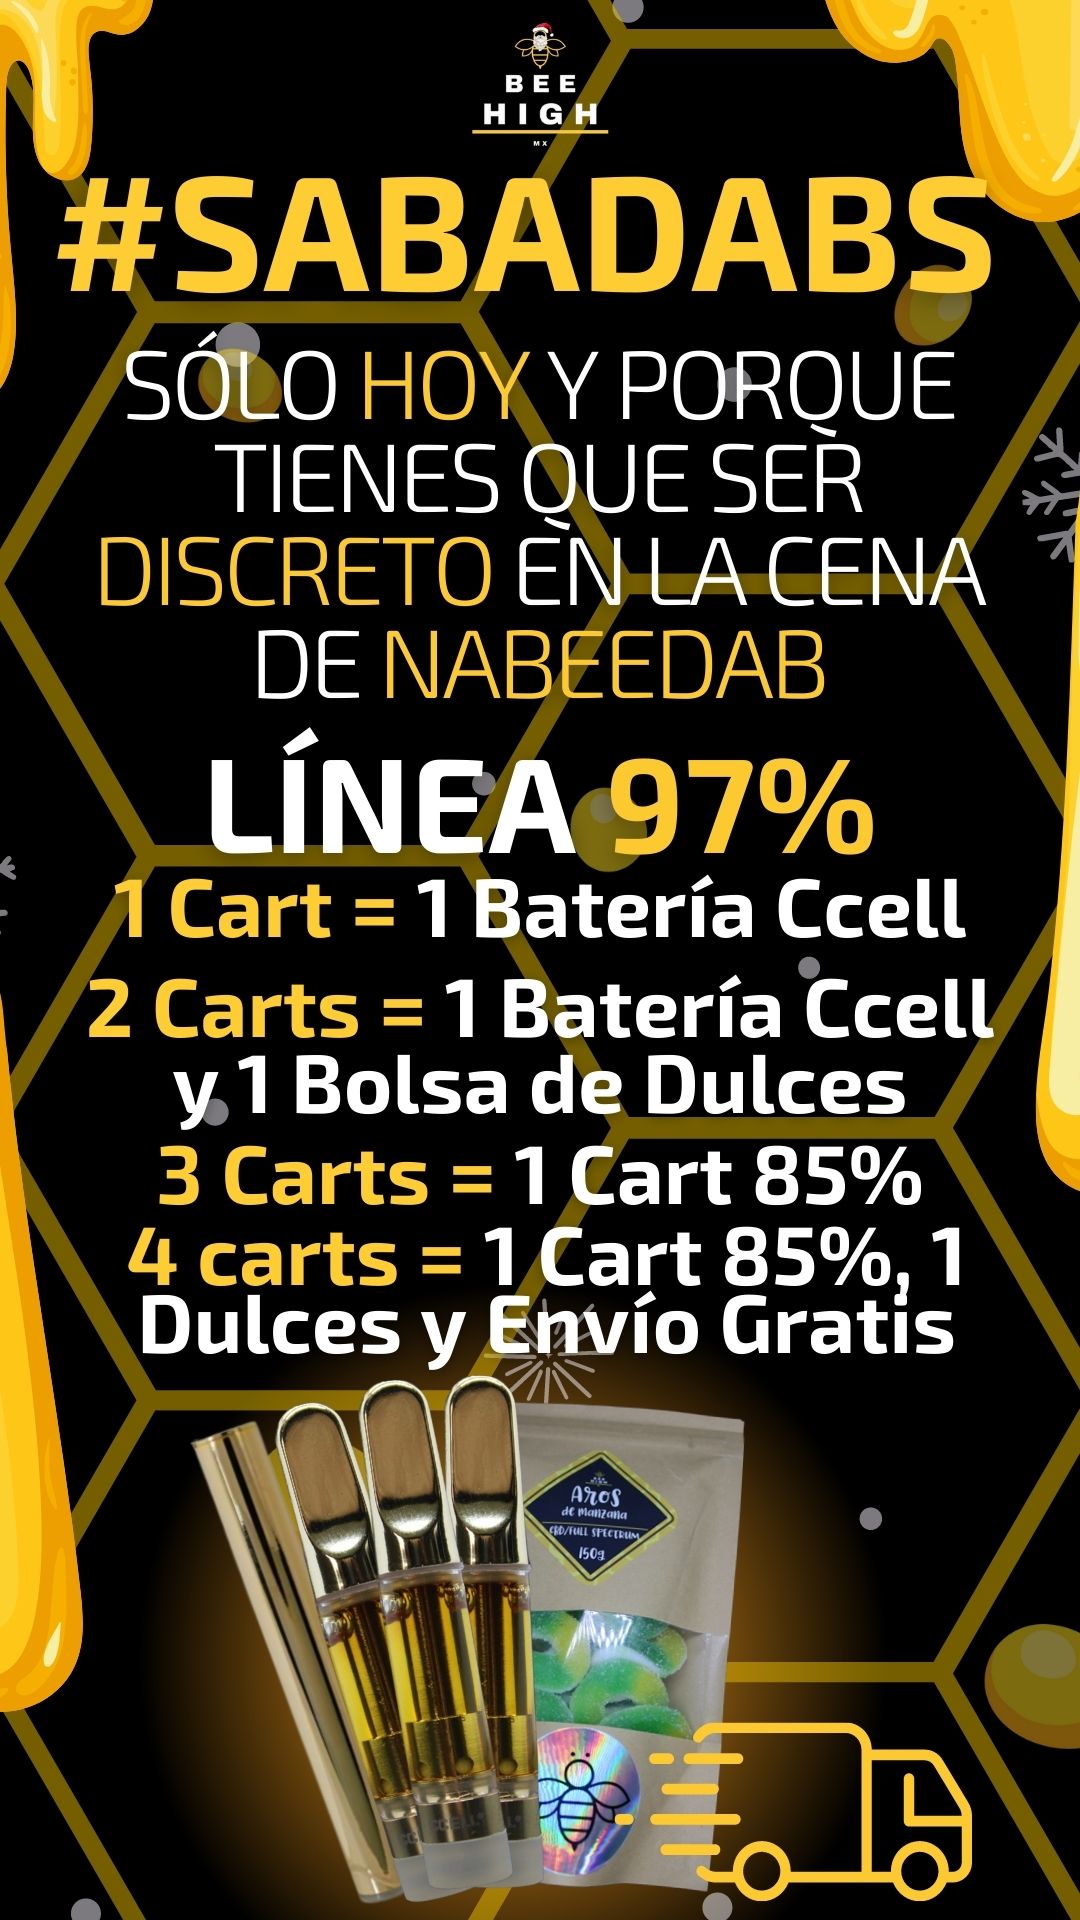 BEE
HIGH
MX
#SABADABS
SÓLO HOY Y PORQUE
TIENES QUE SER
DISCRETO EN LA CENA
DE NABEEDAB
LÍNEA 97%
1 Cart = 1 Batería Ccell
2 Carts = 1 Batería Ccell
y 1 Bolsa de Dulces
3 Carts = 1 Cart 85%
4 carts = 1 Cart 85%, 1
Dulces y Envío Gratis
BEE
HIGH
Aros
de Manzana
CBD/FULL SPECTRUM
150g